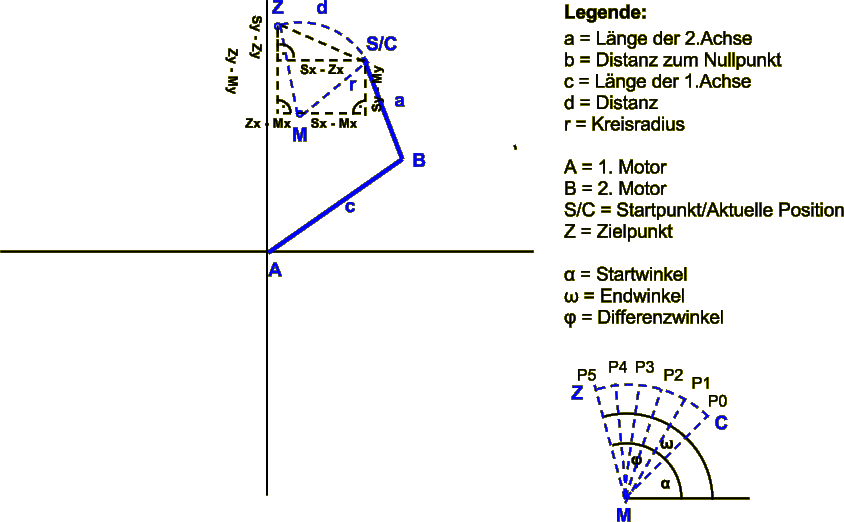 Z
d
S/C
Sy - Zy
Zy - My
Sx - Zx
r
Sy - My
a
Zx - Mx
Sx - Mx
M
B
c
A
Legende:
a = Länge der 2.Achse
b = Distanz zum Nullpunkt
c = Länge der 1.Achse
d = Distanz
r = Kreisradius
A = 1. Motor
B = 2. Motor
S/C = Startpunkt/Aktuelle Position
Z = Zielpunkt
α = Startwinkel
ω = Endwinkel
φ = Differenzwinkel
P5 P4 P3 P2 P1 P0
Z
C
ω
φ
α
M